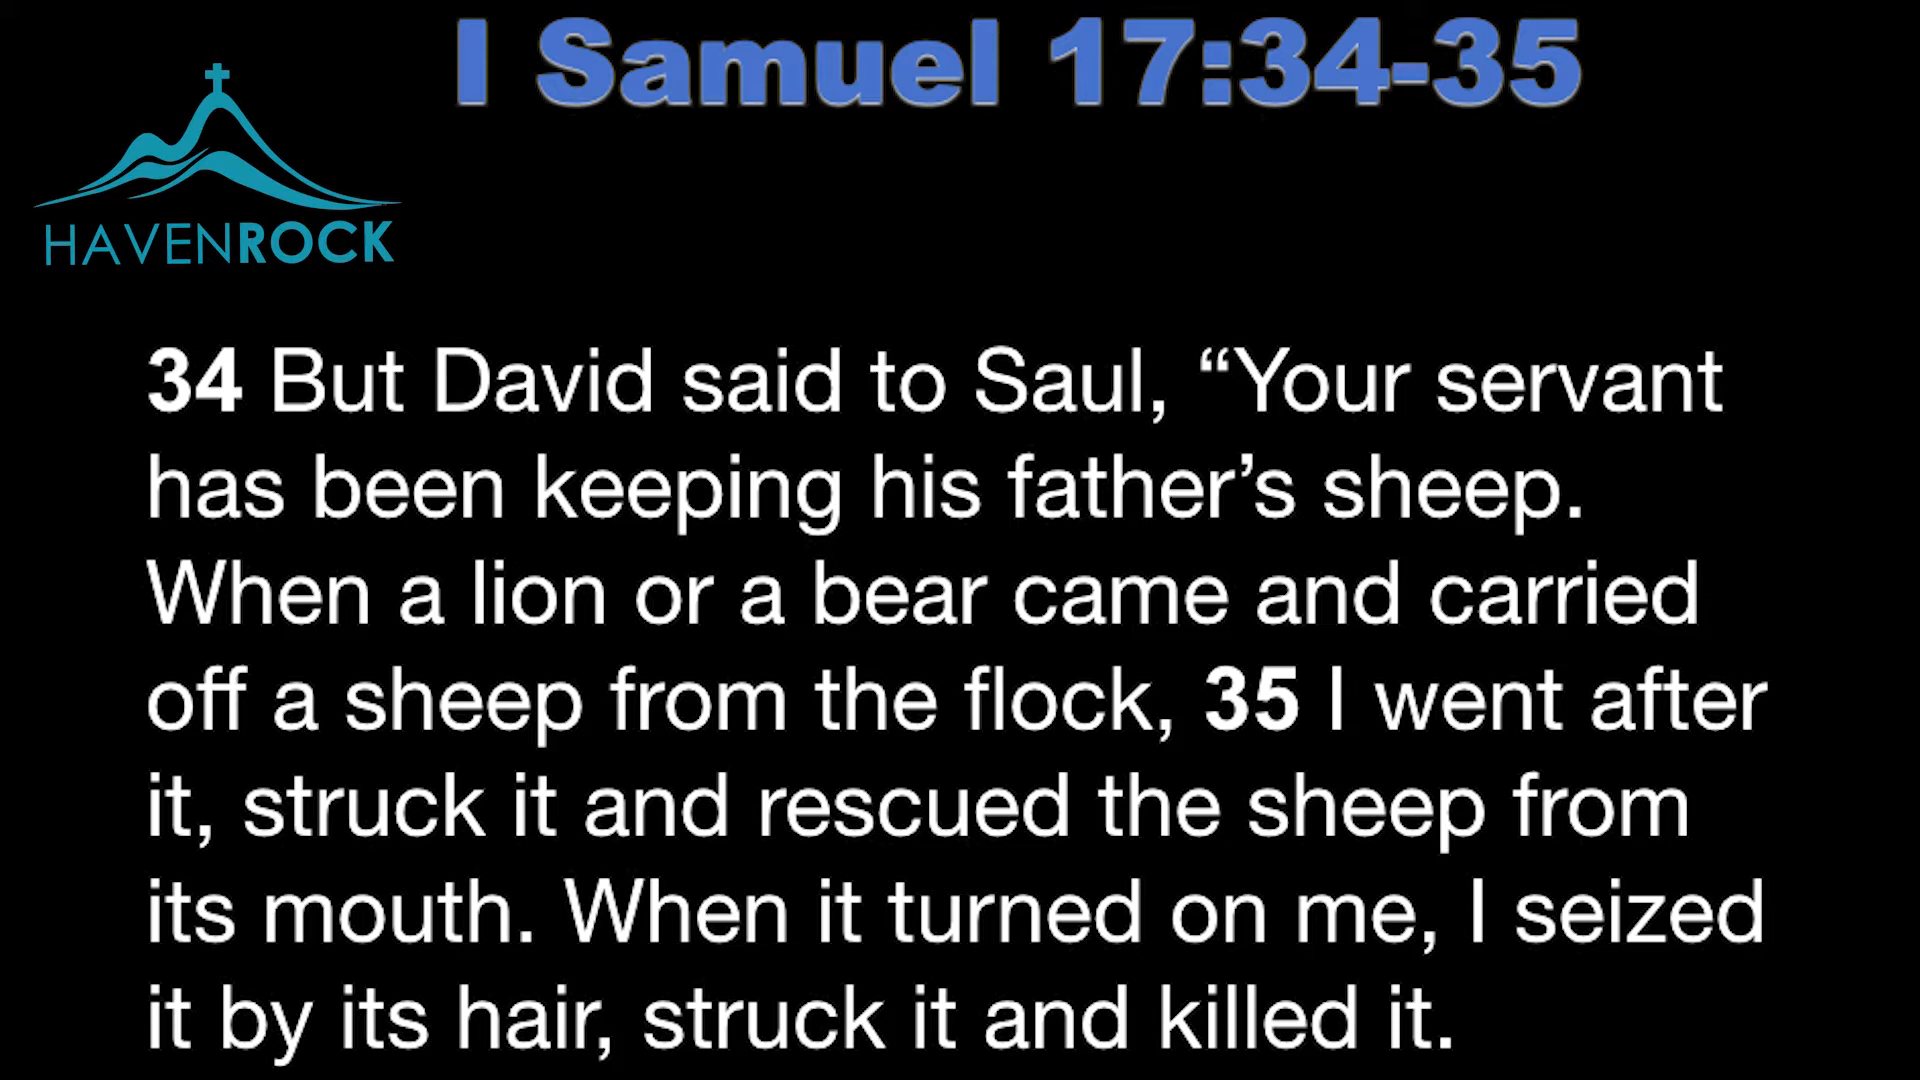 I Samuel 17:34-35
HAVENROCK
34 But David said to Saul, “Your servant
has been keeping his father’s sheep.
When a lion or a bear came and carried
off a sheep from the flock, 35 I went after
it, struck it and rescued the sheep from
its mouth. When it turned on me, I seized
it by its hair, struck it and killed it.